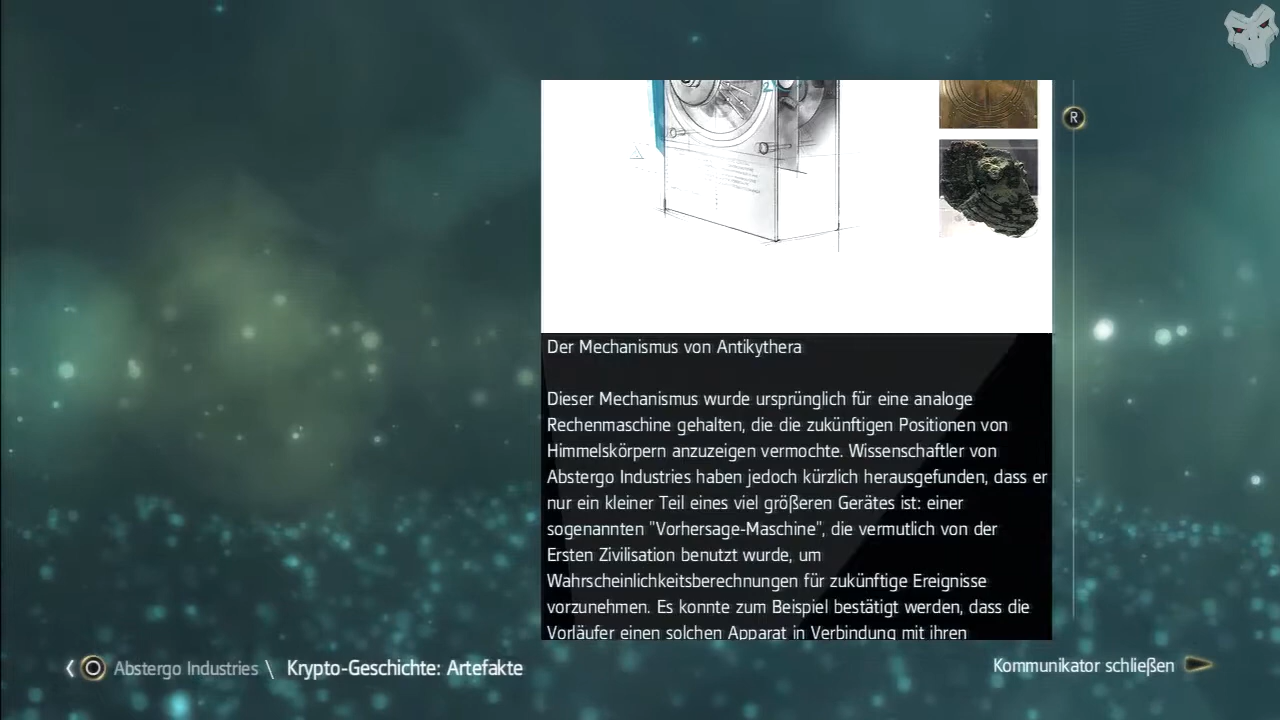 R
Der Mechanismus von Antikythera
Dieser Mechanismus wurde ursprünglich für eine analoge
Rechenmaschine gehalten, die die zukünftigen Positionen von
Himmelskörpern anzuzeigen vermochte. Wissenschaftler von
Abstergo Industries haben jedoch kürzlich herausgefunden, dass er
nur ein kleiner Teil eines viel größeren Gerätes ist: einer
sogenannten "Vorhersage-Maschine", die vermutlich von der
Ersten Zivilisation benutzt wurde, um
Wahrscheinlichkeitsberechnungen für zukünftige Ereignisse
vorzunehmen. Es konnte zum Beispiel bestätigt werden, dass die
Vorläufer einen solchen Apparat in Verbindung mit ihren
Abstergo Industries \ Krypto-Geschichte: Artefakte
Kommunikator schließen